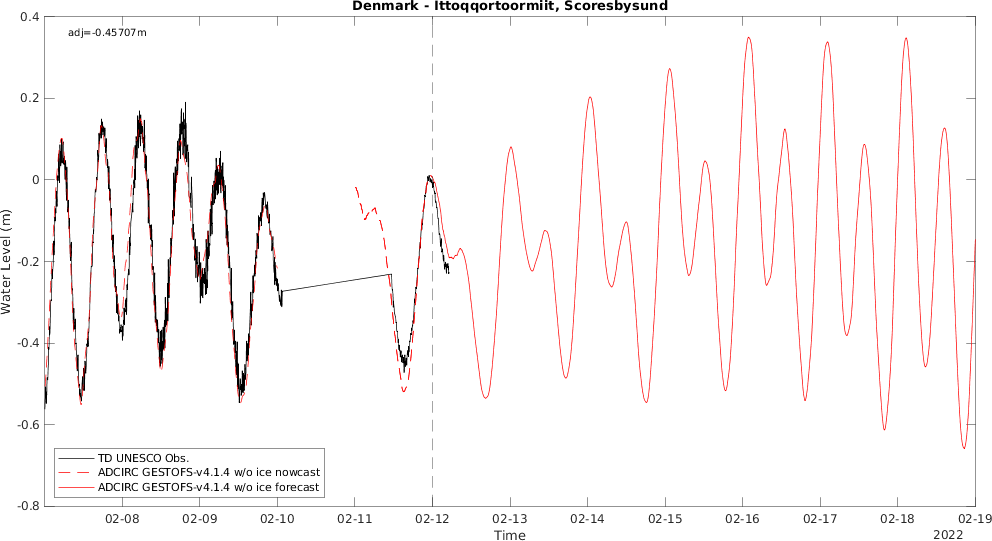 Denmark - Ittoqqortoormiit, Scoresbysund
adj=-0.45707m
0.4
0.2
0
-0.2
-0.4
-0.6
-0.8
Water Level (m)
TD UNESCO Obs.
ADCIRC GESTOFS-v4.1.4 w/o ice nowcast
ADCIRC GESTOFS-v4.1.4 w/o ice forecast
02-08 02-09 02-10 02-11 02-12 02-13 02-14 02-15 02-16 02-17 02-18 02-19
Time
2022